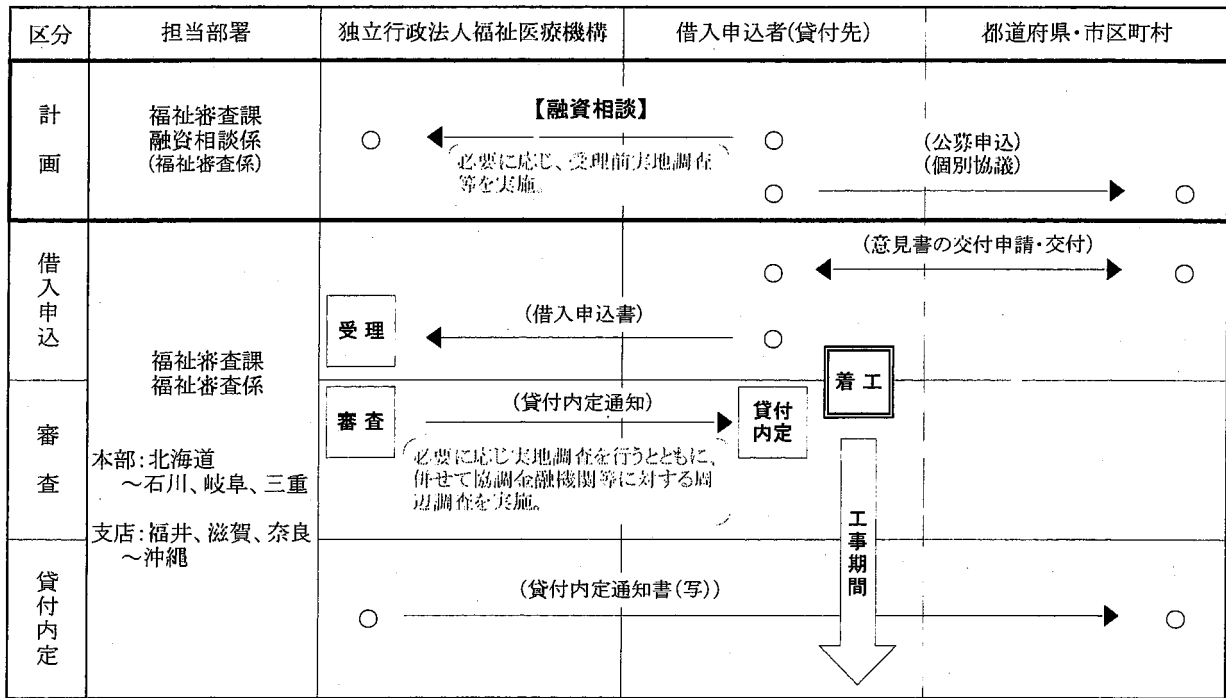 区分
担当部署
独立行政法人福祉医療機構
借入申込者(貸付先)
都道府県・市区町村
計画
福祉審査課
融資相談係
(福祉審査係)
【融資相談】
必要に応じ、受理前実地調査
等を実施。
(公募申込)
(個別協議)
借入申込
(意見書の交付申請・交付)
受理
(借入申込書)
着工
福祉審査課
福祉審査係
本部:北海道
~石川、岐阜、三重
支店:福井、滋賀、奈良
~沖縄
審査
審査
(貸付内定通知)
貸付
内定
必要に応じ実地調査を行うとともに、
併せて協調金融機関等に対する周
辺調査を実施。
工事期間
貸付内定
(貸付内定通知書(写))